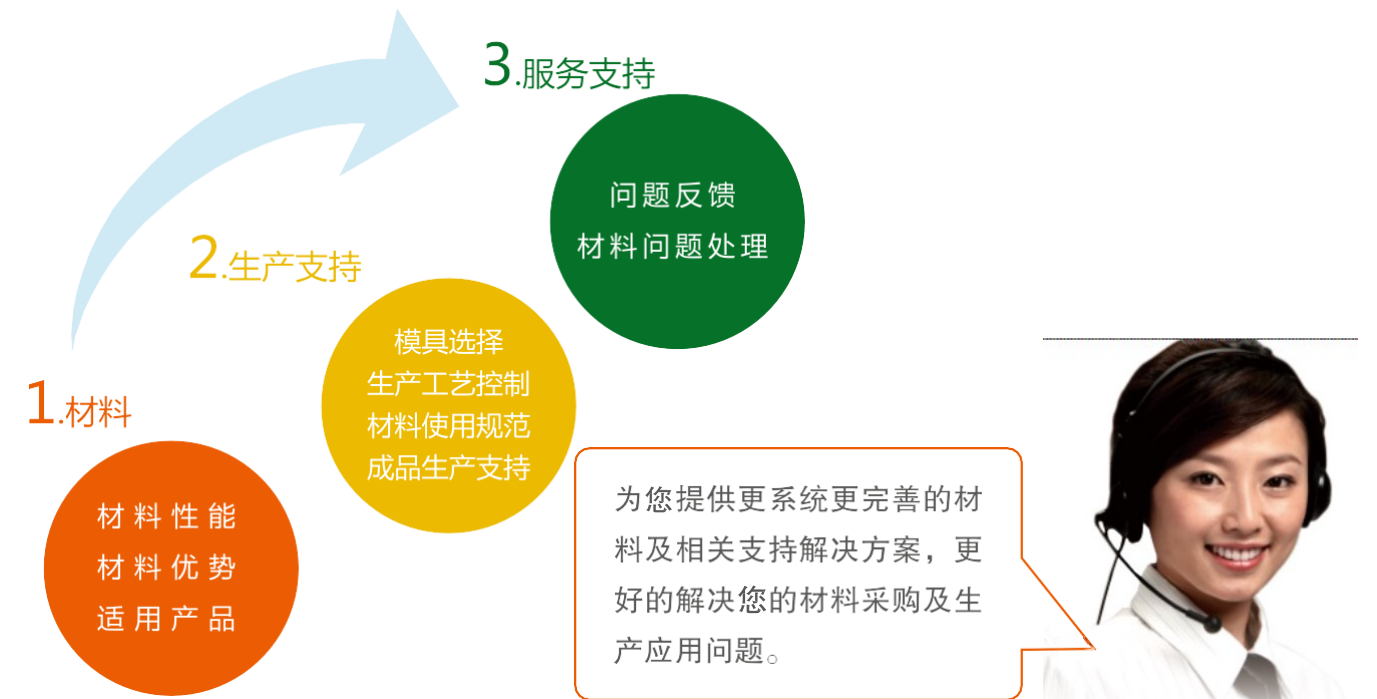 3.服务支持
问题反馈
材料问题处理
2.生产支持
模具选择
生产工艺控制
材料使用规范
成品生产支持
1.材料
材料性能
材料优势
适用产品
为您提供更系统更完善的材
料及相关支持解决方案，更
好的解决您的材料采购及生
产应用问题。